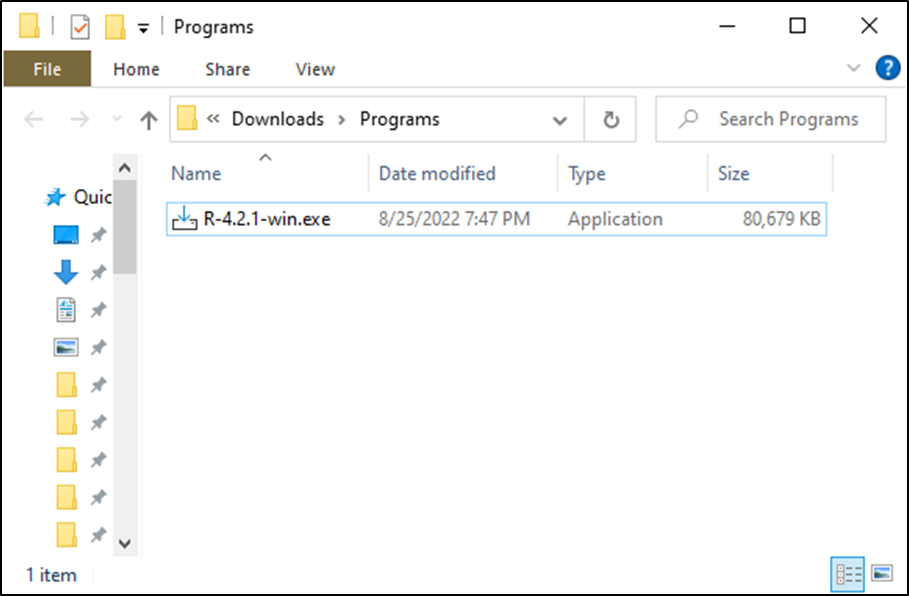 Programs
File Home Share View
« Downloads › Programs Search Programs
Name Date modified Type Size
Quic
R-4.2.1-win.exe 8/25/2022 7:47 PM Application 80,679 KB
1 item